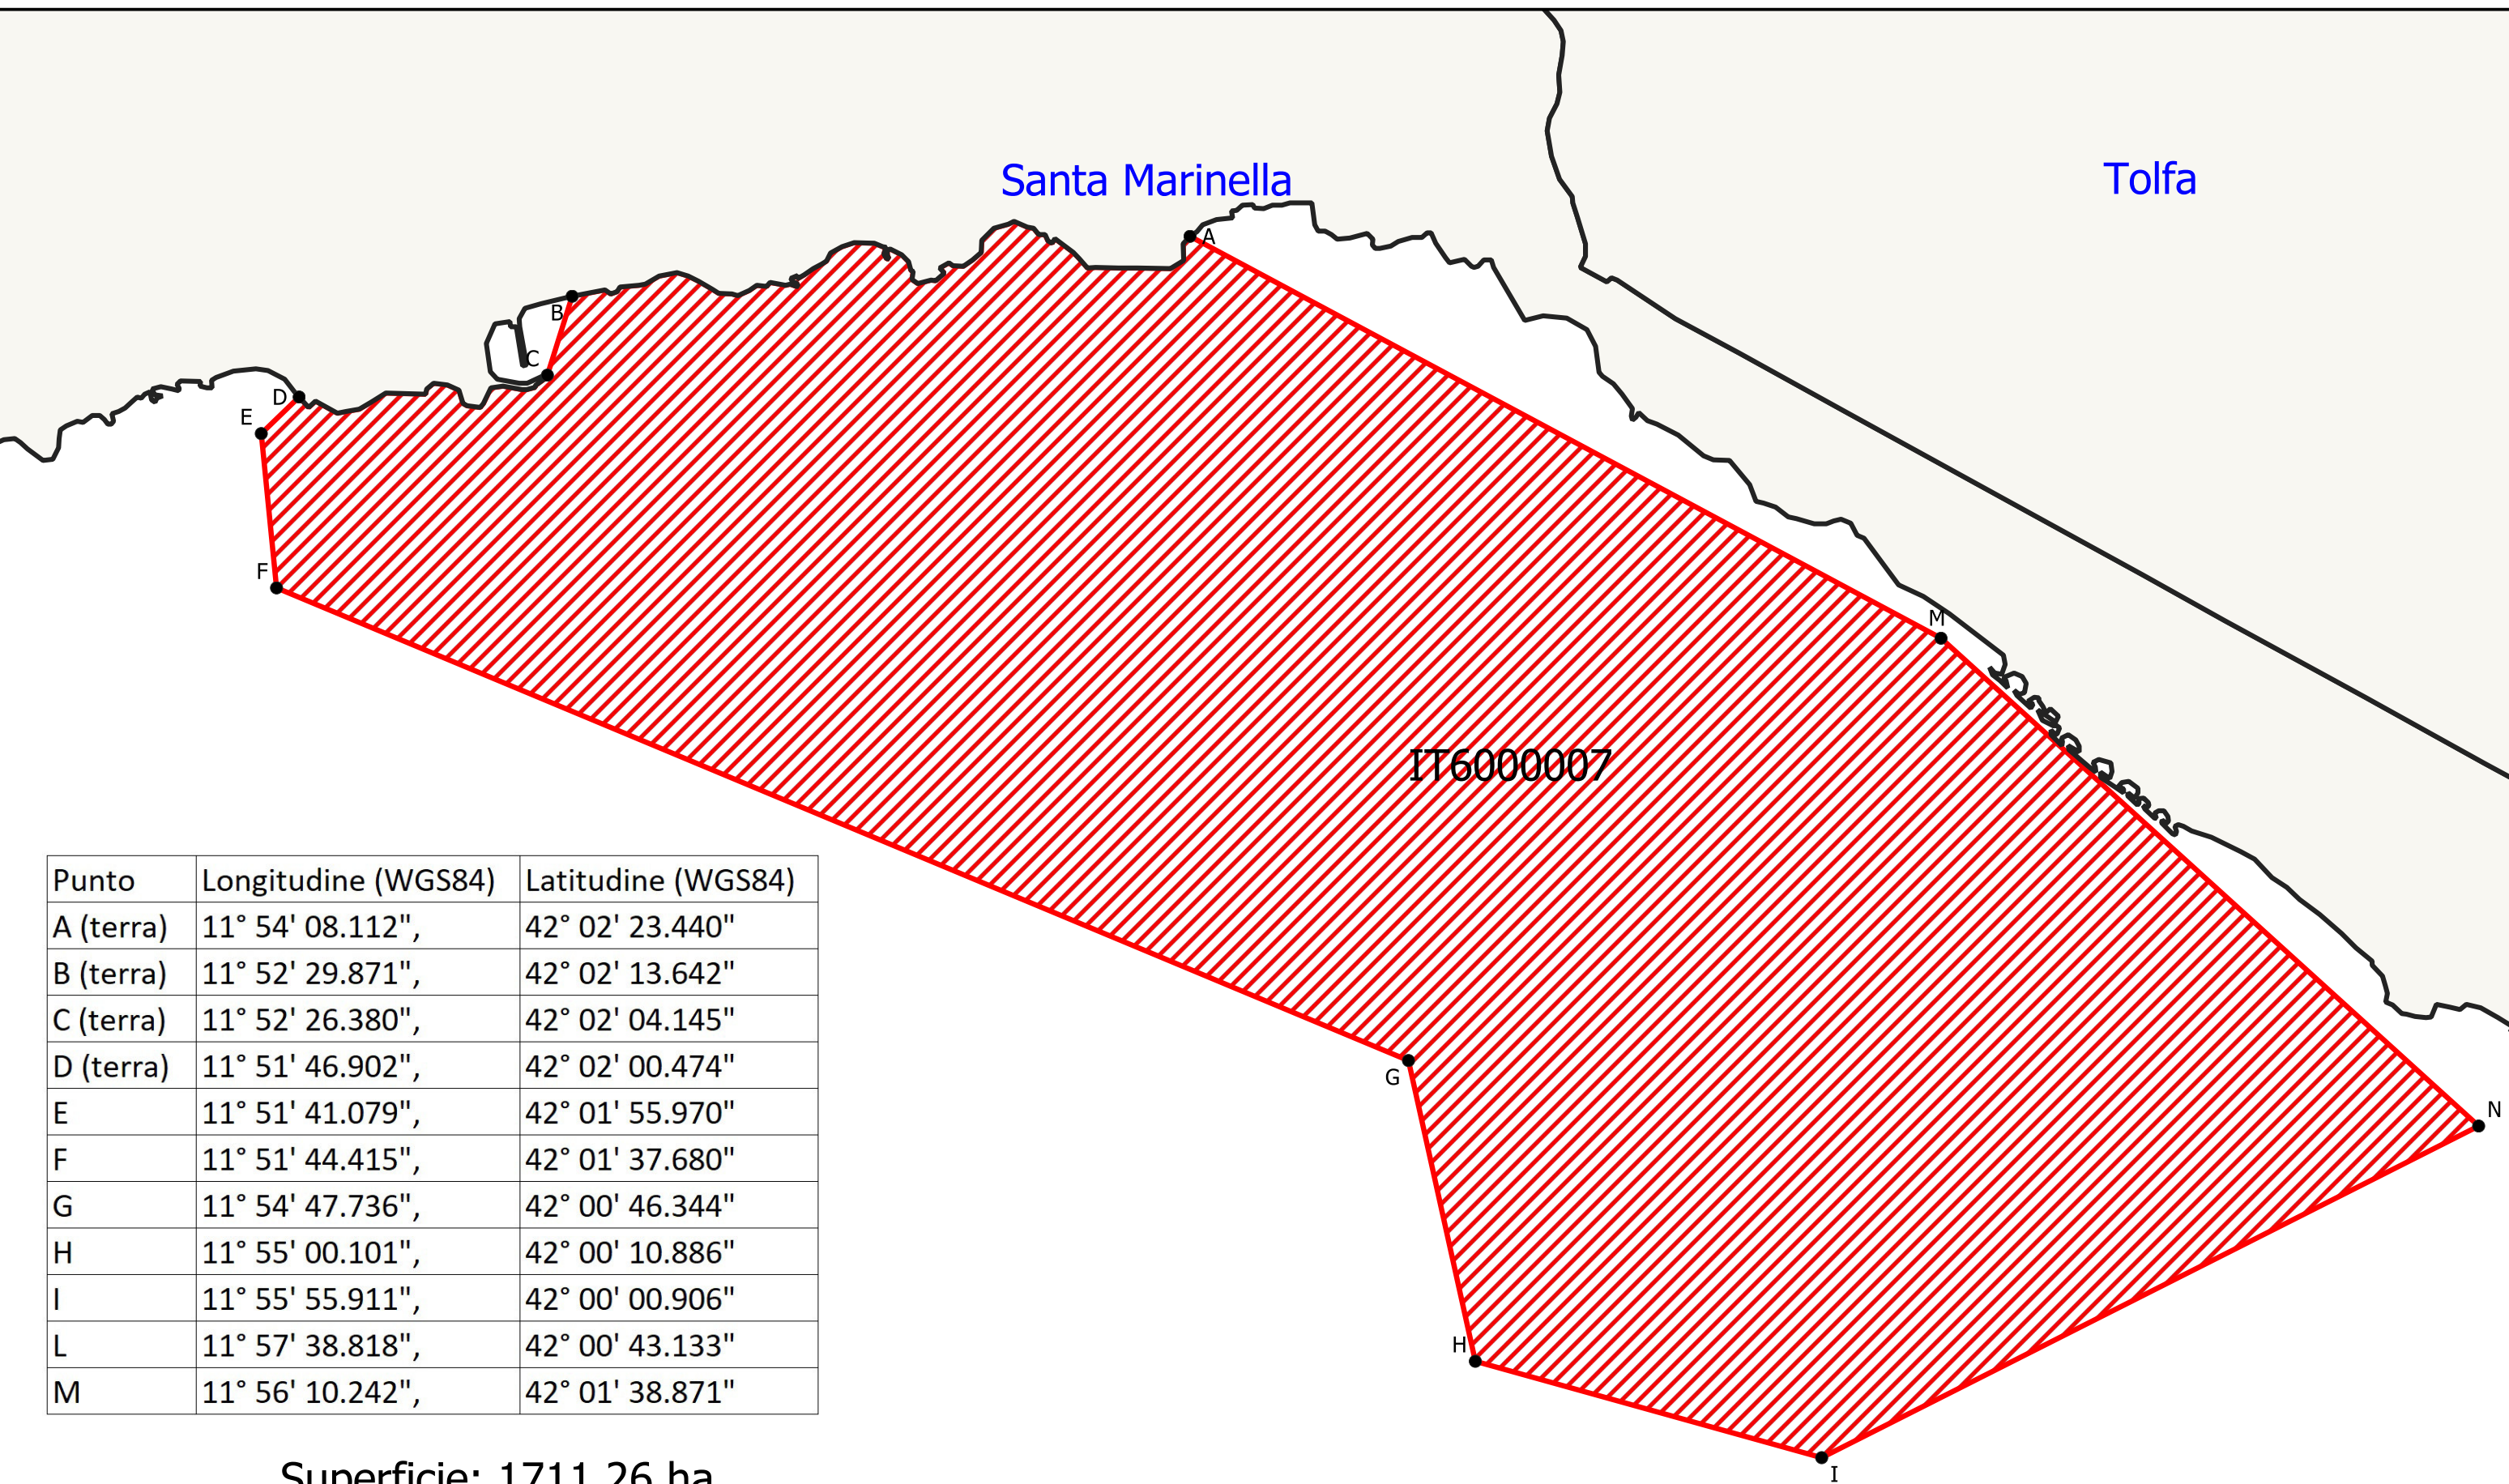 Santa Marinella
Tolfa
A
B
C
D
E
F
M
IT6000007
G
N
H
I
Punto Longitudine (WGS84) Latitudine (WGS84)
A (terra) 11° 54' 08.112", 42° 02' 23.440"
B (terra) 11° 52' 29.871", 42° 02' 13.642"
C (terra) 11° 52' 26.380", 42° 02' 04.145"
D (terra) 11° 51' 46.902", 42° 02' 00.474"
E 11° 51' 41.079", 42° 01' 55.970"
F 11° 51' 44.415", 42° 01' 37.680"
G 11° 54' 47.736", 42° 00' 46.344"
H 11° 55' 00.101", 42° 00' 10.886"
I 11° 55' 55.911", 42° 00' 00.906"
L 11° 57' 38.818", 42° 00' 43.133"
M 11° 56' 10.242", 42° 01' 38.871"
Superficie: 1711,26 ha